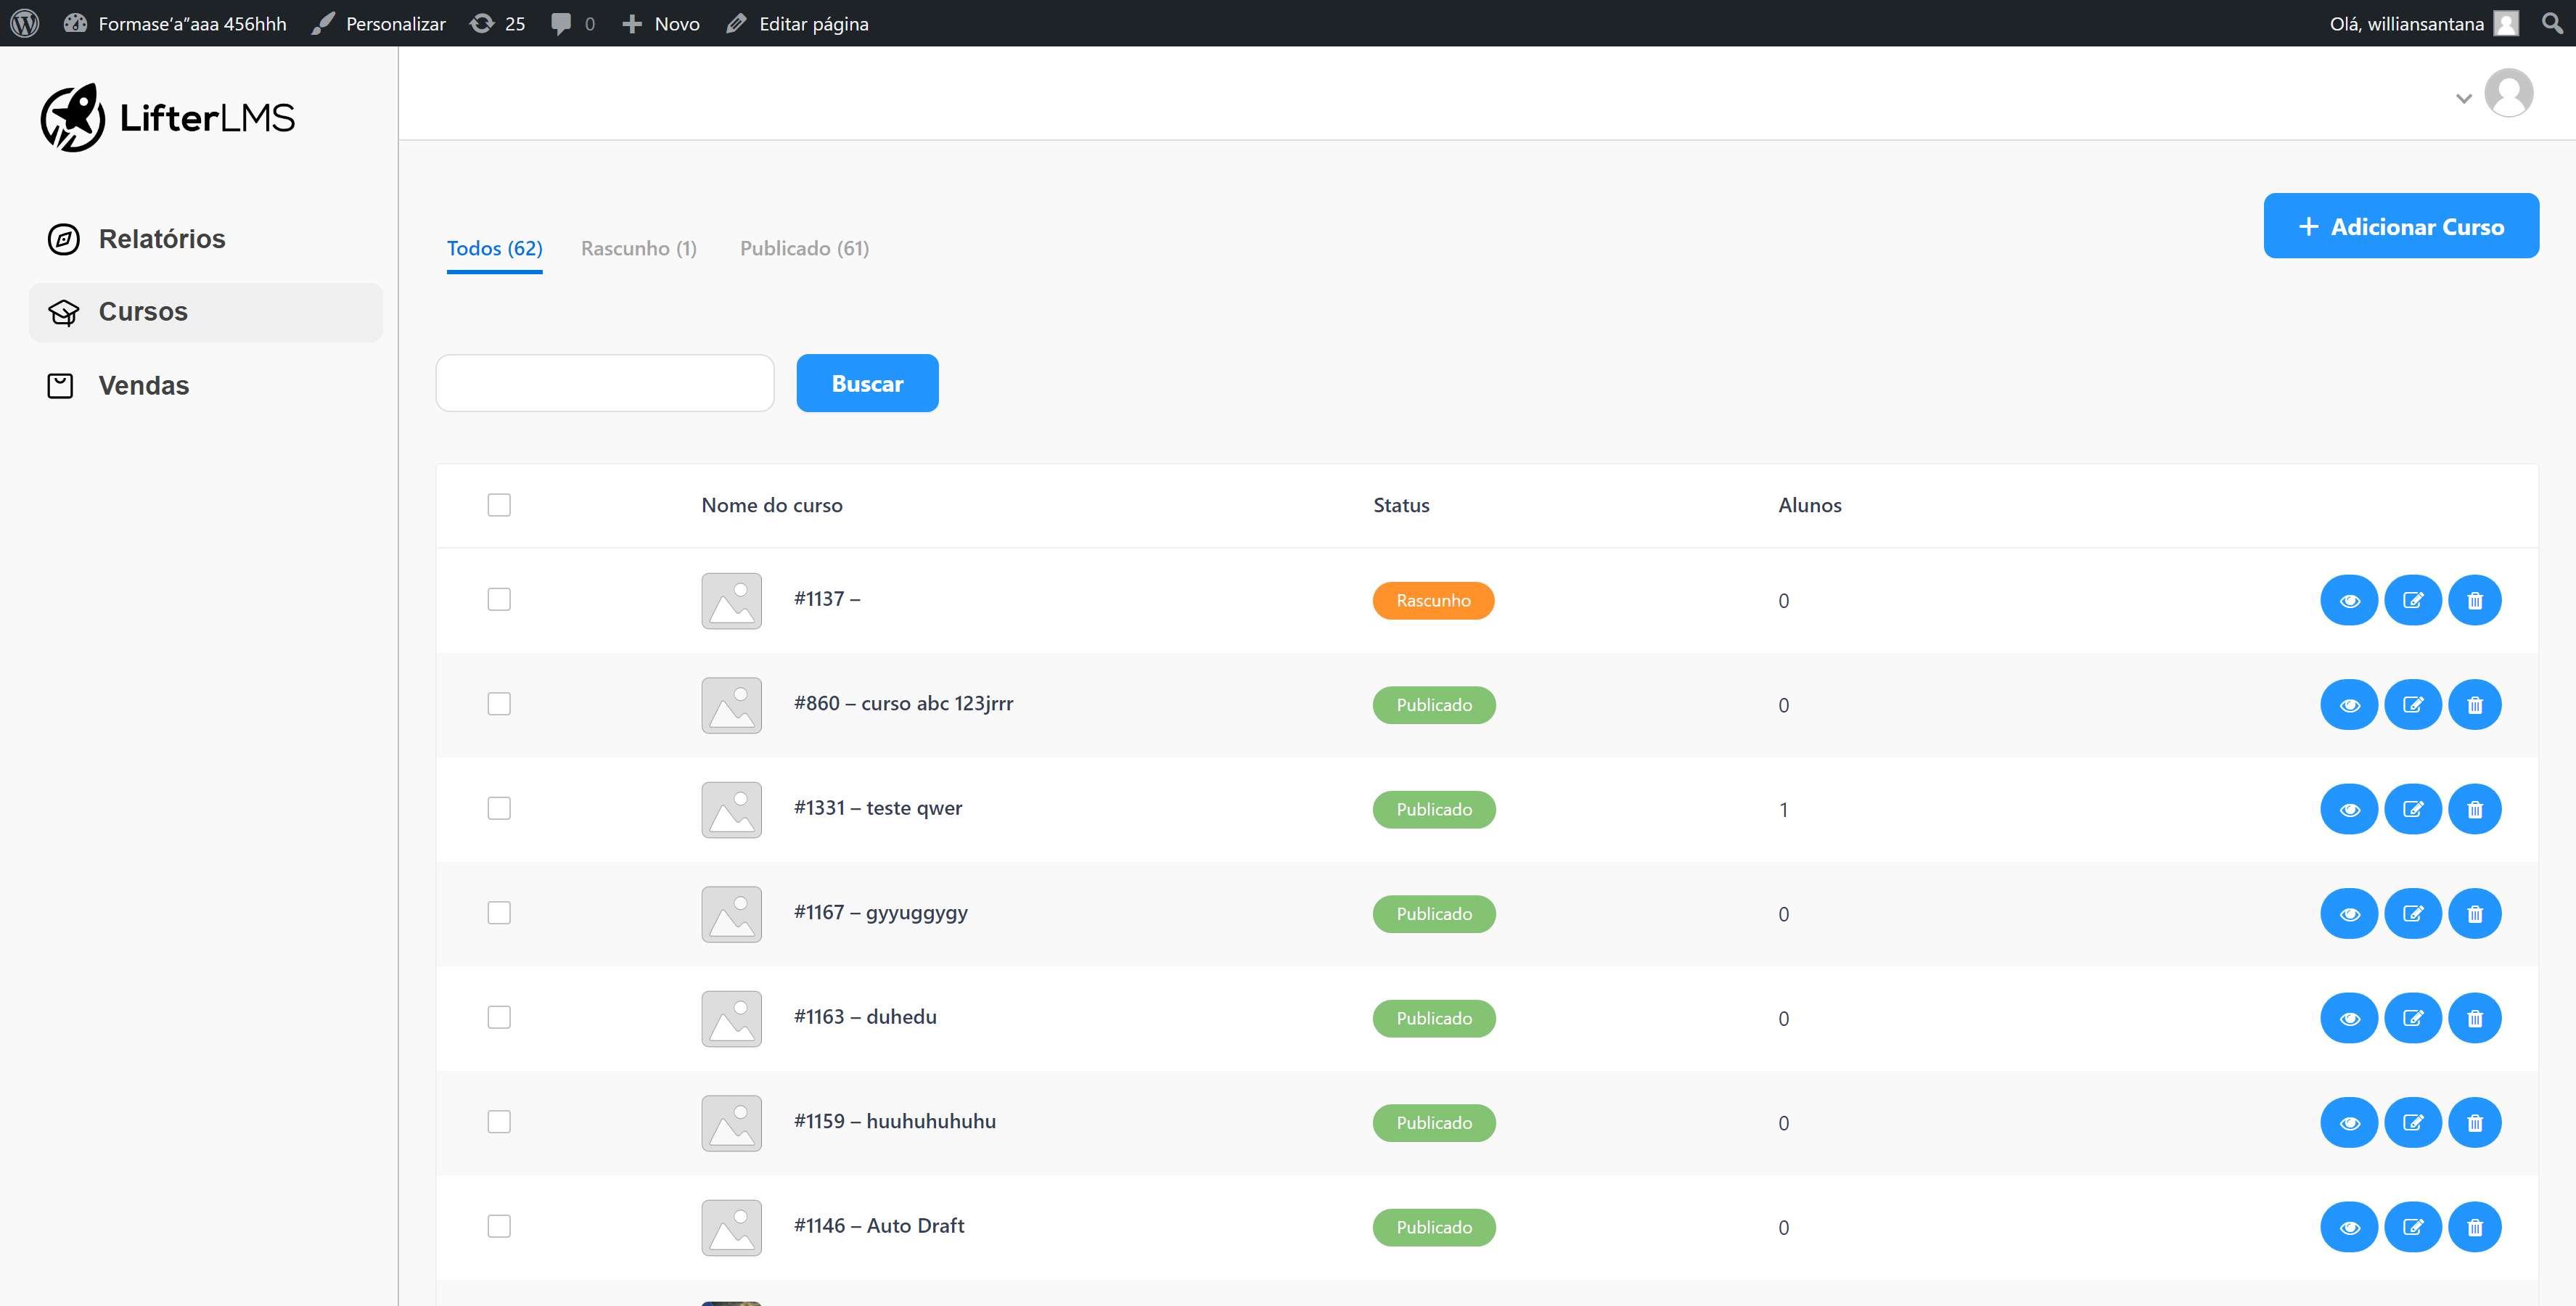 Formase’a“aaa 456hhh Personalizar 25 0 Novo Editar página Olá, williansantana
LifterLMS
Relatórios
Cursos
Vendas
+ Adicionar Curso
Todos (62) Rascunho (1) Publicado (61)
Buscar
Nome do curso Status Alunos
#1137 – Rascunho 0
#860 – curso abc 123jrrr Publicado 0
#1331 – teste qwer Publicado 1
#1167 – gyyuggygy Publicado 0
#1163 – duhedu Publicado 0
#1159 – huuhuhuhuhu Publicado 0
#1146 – Auto Draft Publicado 0